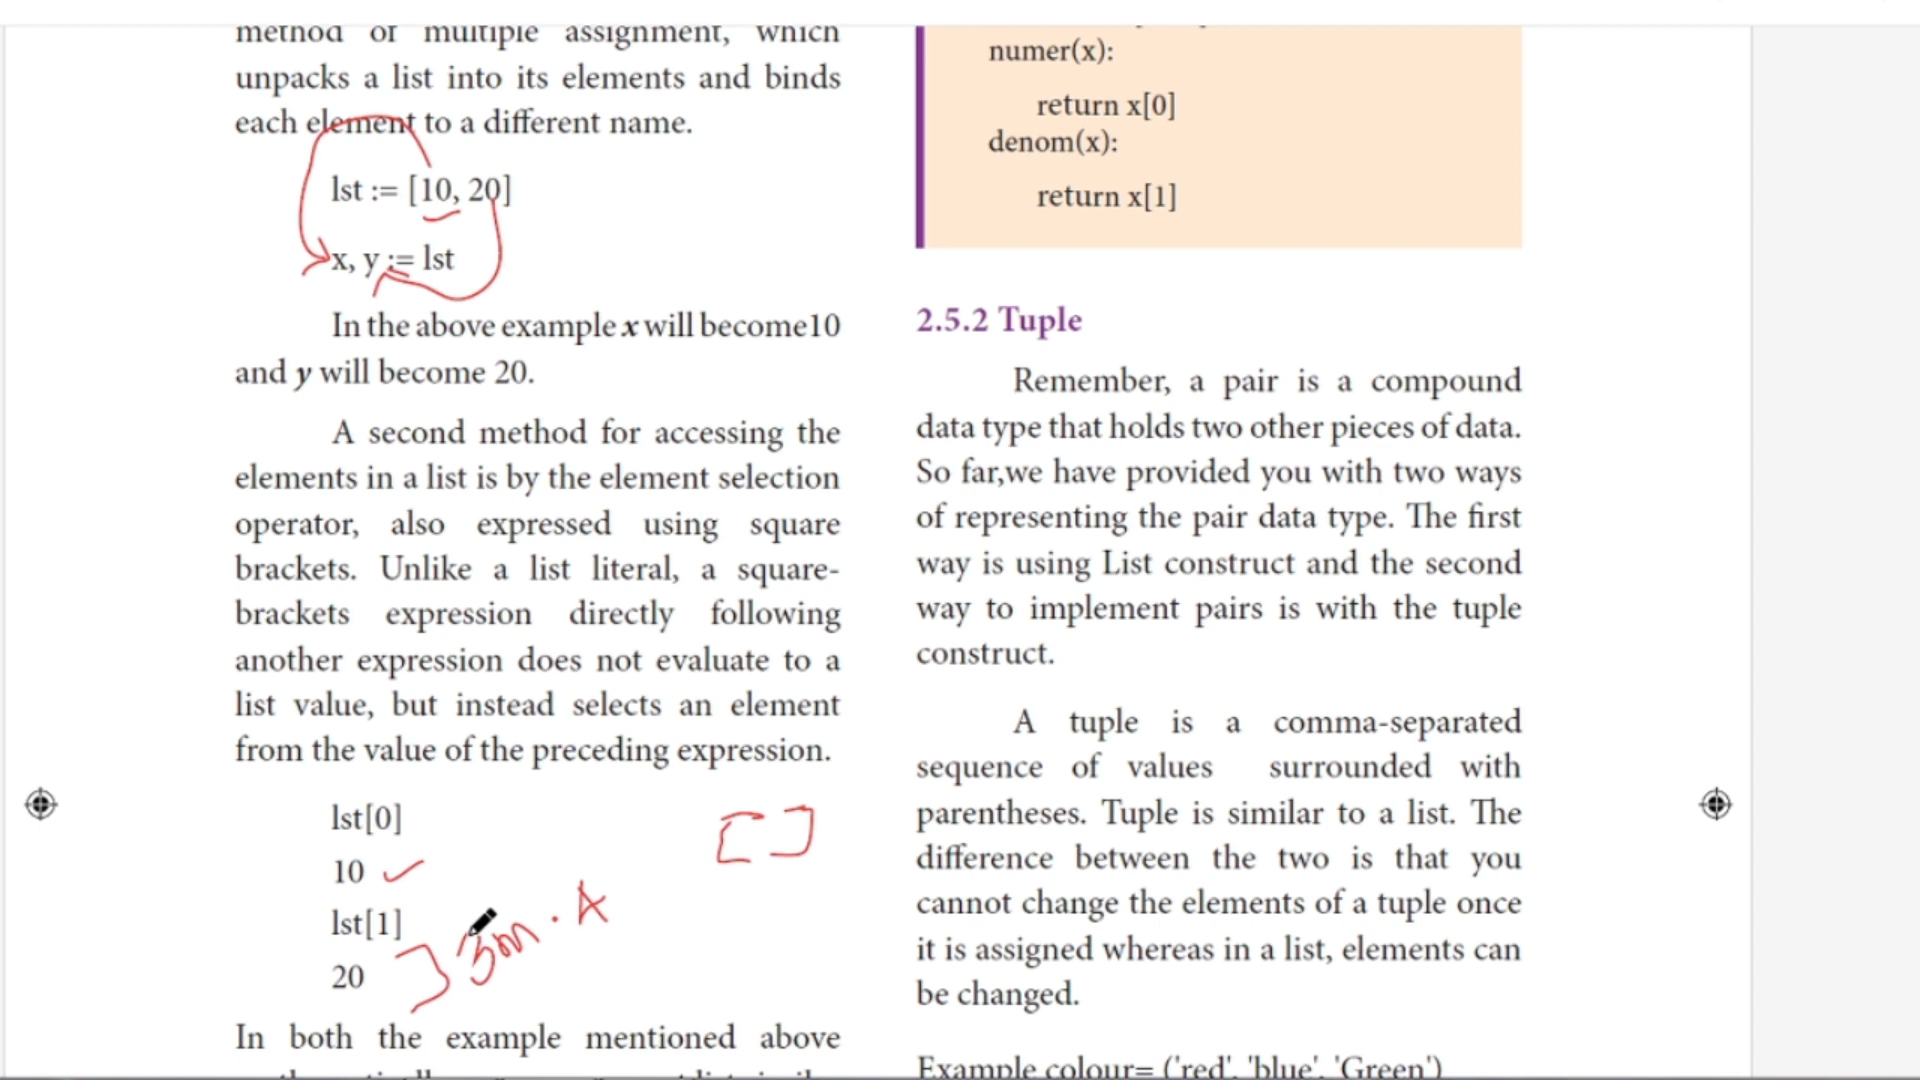 method of multiple assignment, which
unpacks a list into its elements and binds
each element to a different name.
lst := [10, 20]
x, y := lst
In the above example x will become10
and y will become 20.
A second method for accessing the
elements in a list is by the element selection
operator, also expressed using square
brackets. Unlike a list literal, a square-
brackets expression directly following
another expression does not evaluate to a
list value, but instead selects an element
from the value of the preceding expression.
lst[0]
[ ]
10
lst[1]
20
3m. A
In both the example mentioned above
numer(x):
return x[0]
denom(x):
return x[1]
2.5.2 Tuple
Remember, a pair is a compound
data type that holds two other pieces of data.
So far,we have provided you with two ways
of representing the pair data type. The first
way is using List construct and the second
way to implement pairs is with the tuple
construct.
A tuple is a comma-separated
sequence of values surrounded with
parentheses. Tuple is similar to a list. The
difference between the two is that you
cannot change the elements of a tuple once
it is assigned whereas in a list, elements can
be changed.
Example colour= ('red', 'blue', 'Green')